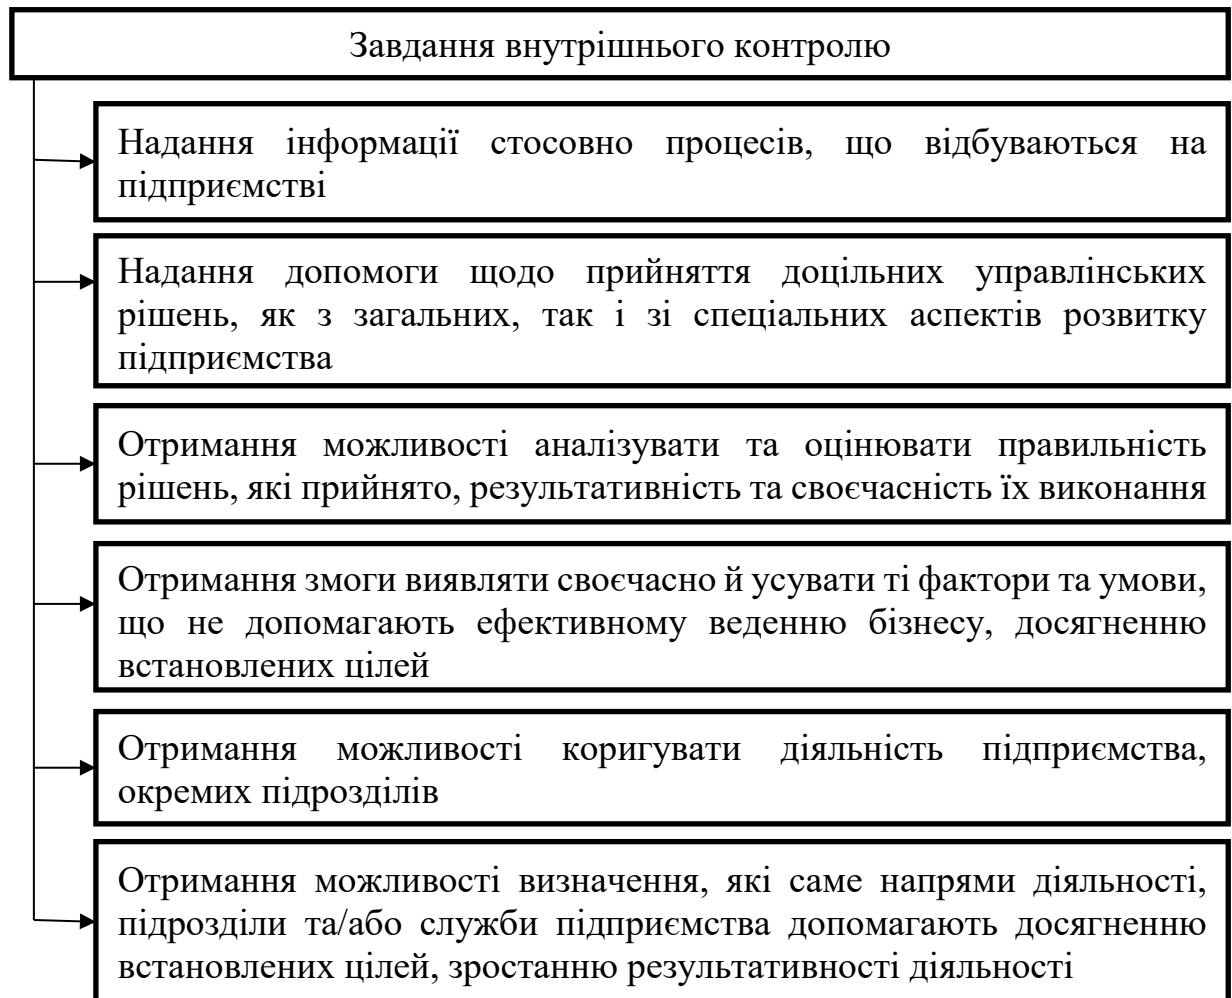 Завдання внутрішнього контролю
Надання інформації стосовно процесів, що відбуваються на
підприємстві
Надання допомоги щодо прийняття доцільних управлінських
рішень, як з загальних, так і зі спеціальних аспектів розвитку
підприємства
Отримання можливості аналізувати та оцінювати правильність
рішень, які прийнято, результативність та своєчасність їх виконання
Отримання змоги виявляти своєчасно й усувати ті фактори та умови,
що не допомагають ефективному веденню бізнесу, досягненню
встановлених цілей
Отримання можливості коригувати діяльність підприємства,
окремих підрозділів
Отримання можливості визначення, які саме напрями діяльності,
підрозділи та/або служби підприємства допомагають досягненню
встановлених цілей, зростанню результативності діяльності